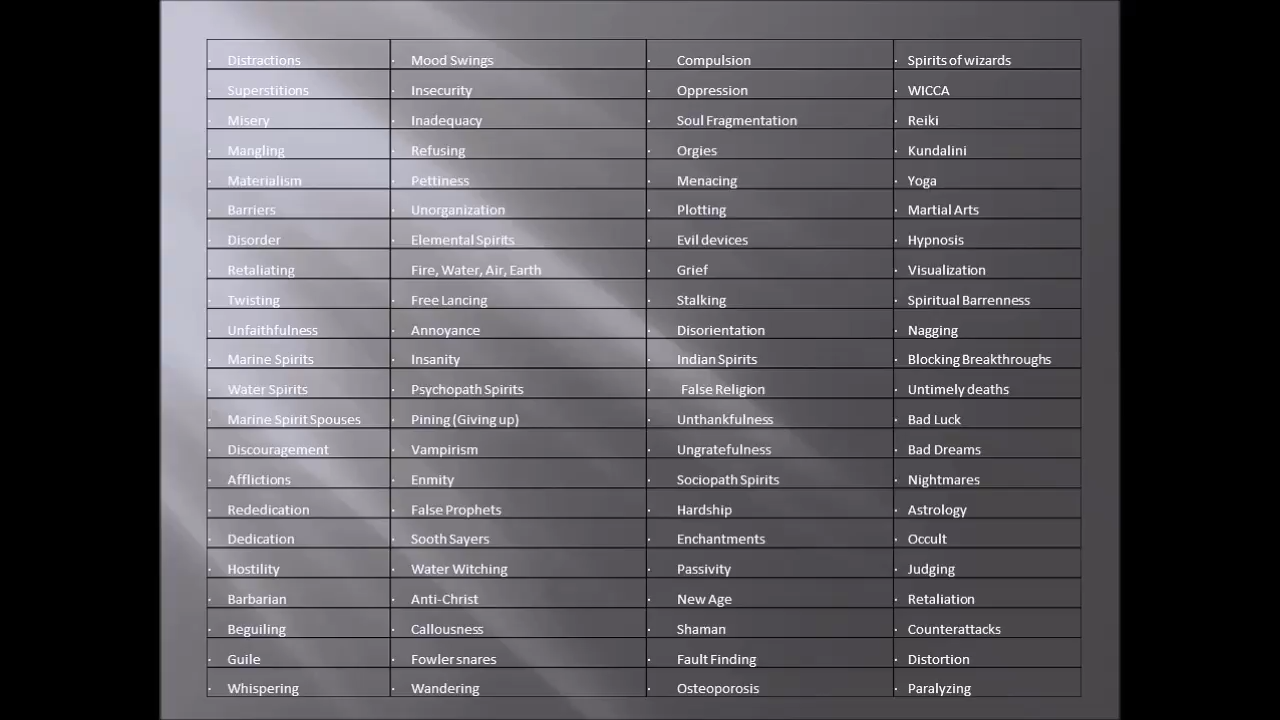 · Distractions · Mood Swings · Compulsion · Spirits of wizards
· Superstitions · Insecurity · Oppression · WICCA
· Misery · Inadequacy · Soul Fragmentation · Reiki
· Mangling · Refusing · Orgies · Kundalini
· Materialism · Pettiness · Menacing · Yoga
· Barriers · Unorganization · Plotting · Martial Arts
· Disorder · Elemental Spirits · Evil devices · Hypnosis
· Retaliating Fire, Water, Air, Earth · Grief · Visualization
· Twisting · Free Lancing · Stalking · Spiritual Barrenness
· Unfaithfulness · Annoyance · Disorientation · Nagging
· Marine Spirits · Insanity · Indian Spirits · Blocking Breakthroughs
· Water Spirits · Psychopath Spirits · False Religion · Untimely deaths
· Marine Spirit Spouses · Pining (Giving up) · Unthankfulness · Bad Luck
· Discouragement · Vampirism · Ungratefulness · Bad Dreams
· Afflictions · Enmity · Sociopath Spirits · Nightmares
· Rededication · False Prophets · Hardship · Astrology
· Dedication · Sooth Sayers · Enchantments · Occult
· Hostility · Water Witching · Passivity · Judging
· Barbarian · Anti-Christ · New Age · Retaliation
· Beguiling · Callousness · Shaman · Counterattacks
· Guile · Fowler snares · Fault Finding · Distortion
· Whispering · Wandering · Osteoporosis · Paralyzing